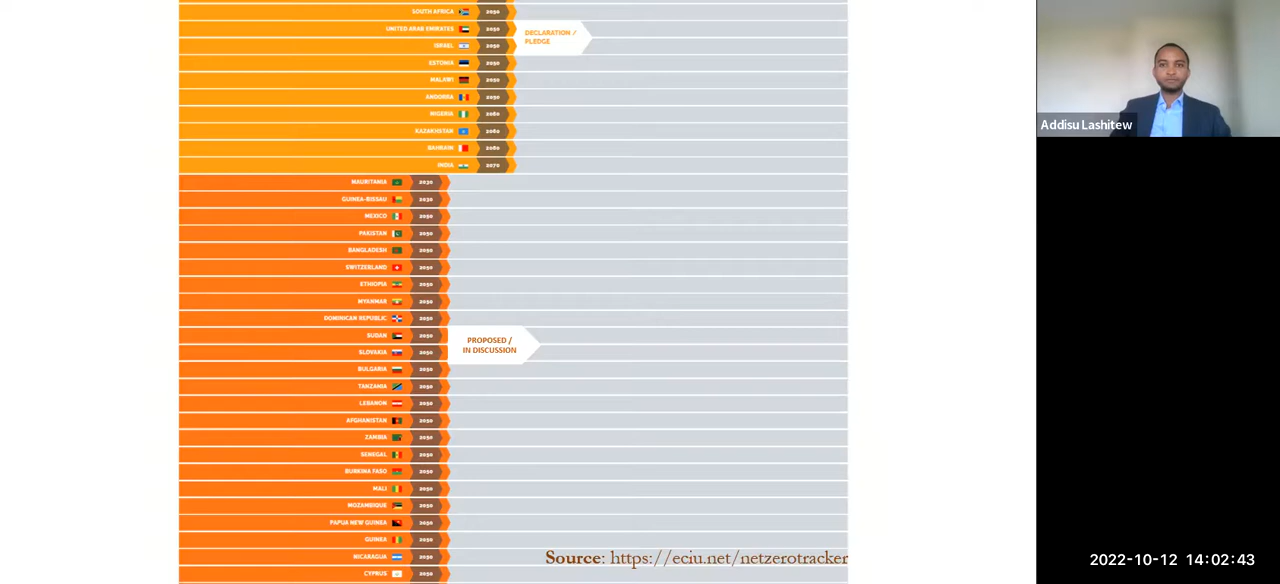 SOUTH AFRICA 2050
UNITED ARAB EMIRATES 2050
DECLARATION /
PLEDGE
ISRAEL 2050
ESTONIA 2050
MALAWI 2050
ANDORRA 2050
NIGERIA 2060
KAZAKHSTAN 2060
BAHRAIN 2060
INDIA 2070
MAURITANIA 2030
GUINEA-BISSAU 2030
MEXICO 2050
PAKISTAN 2050
BANGLADESH 2050
SWITZERLAND 2050
ETHIOPIA 2050
MYANMAR 2050
DOMINICAN REPUBLIC 2050
SUDAN 2050
PROPOSED /
IN DISCUSSION
SLOVAKIA 2050
BULGARIA 2050
TANZANIA 2050
LEBANON 2050
AFGHANISTAN 2050
ZAMBIA 2050
SENEGAL 2050
BURKINA FASO 2050
MALI 2050
MOZAMBIQUE 2050
PAPUA NEW GUINEA 2050
GUINEA 2050
NICARAGUA 2050
CYPRUS 2050
Source: https://eciu.net/netzerotracker
Addisu Lashitew
2022-10-12 14:02:43